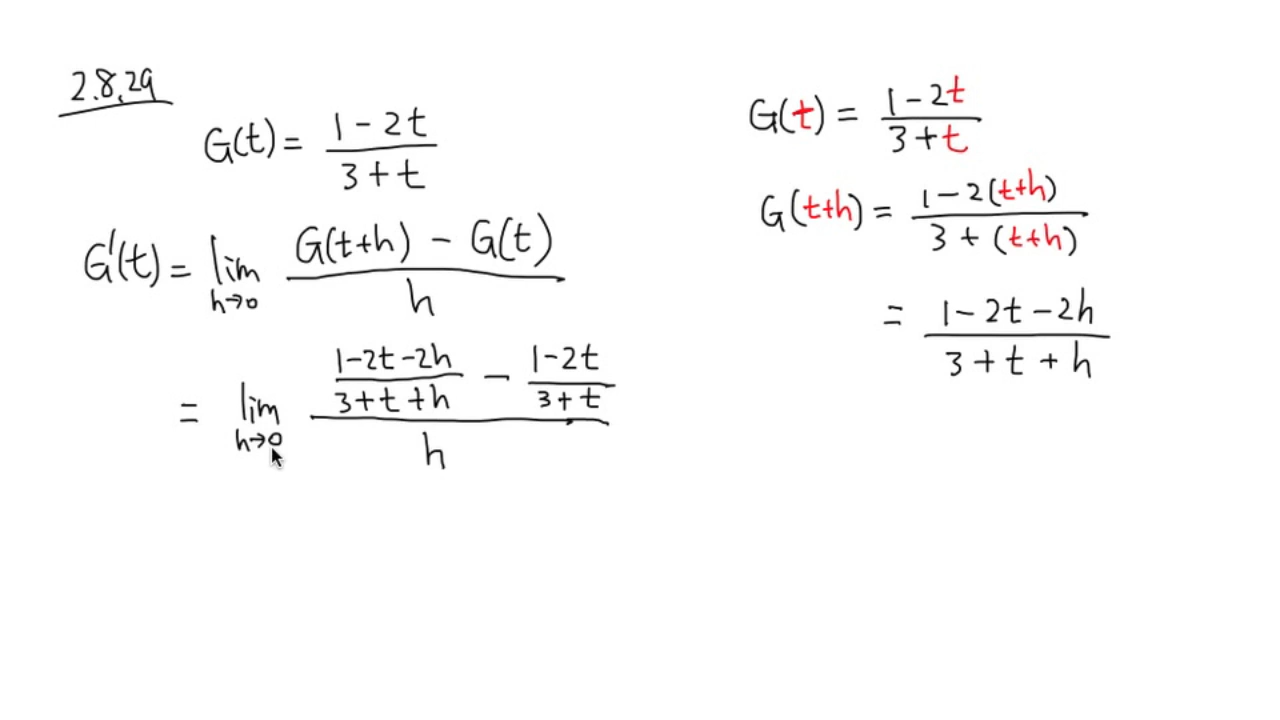 2.8.29
G(t) = (1 - 2t)/(3 + t)
G'(t) = lim h→0 (G(t+h) - G(t))/h
= lim h→0 ((1-2t-2h)/(3+t+h) - (1-2t)/(3+t))/h
G(t) = (1-2t)/(3+t)
G(t+h) = (1-2(t+h))/(3+(t+h))
= (1-2t-2h)/(3+t+h)